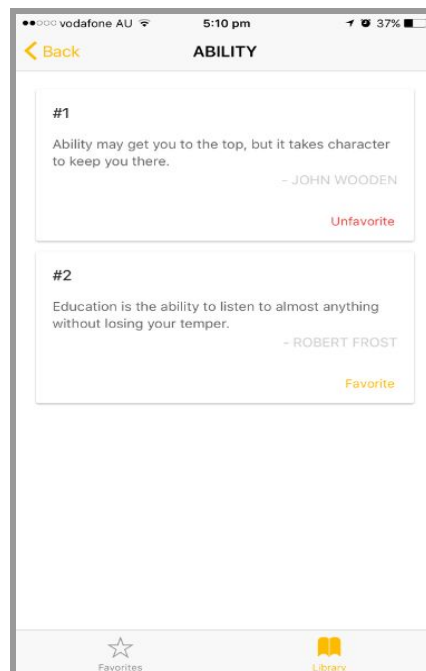 vodafone AU
5:10 pm
37%
Back
ABILITY
#1
Ability may get you to the top, but it takes character
to keep you there.
– JOHN WOODEN
Unfavorite
#2
Education is the ability to listen to almost anything
without losing your temper.
- ROBERT FROST
Favorite
Favorites
Library